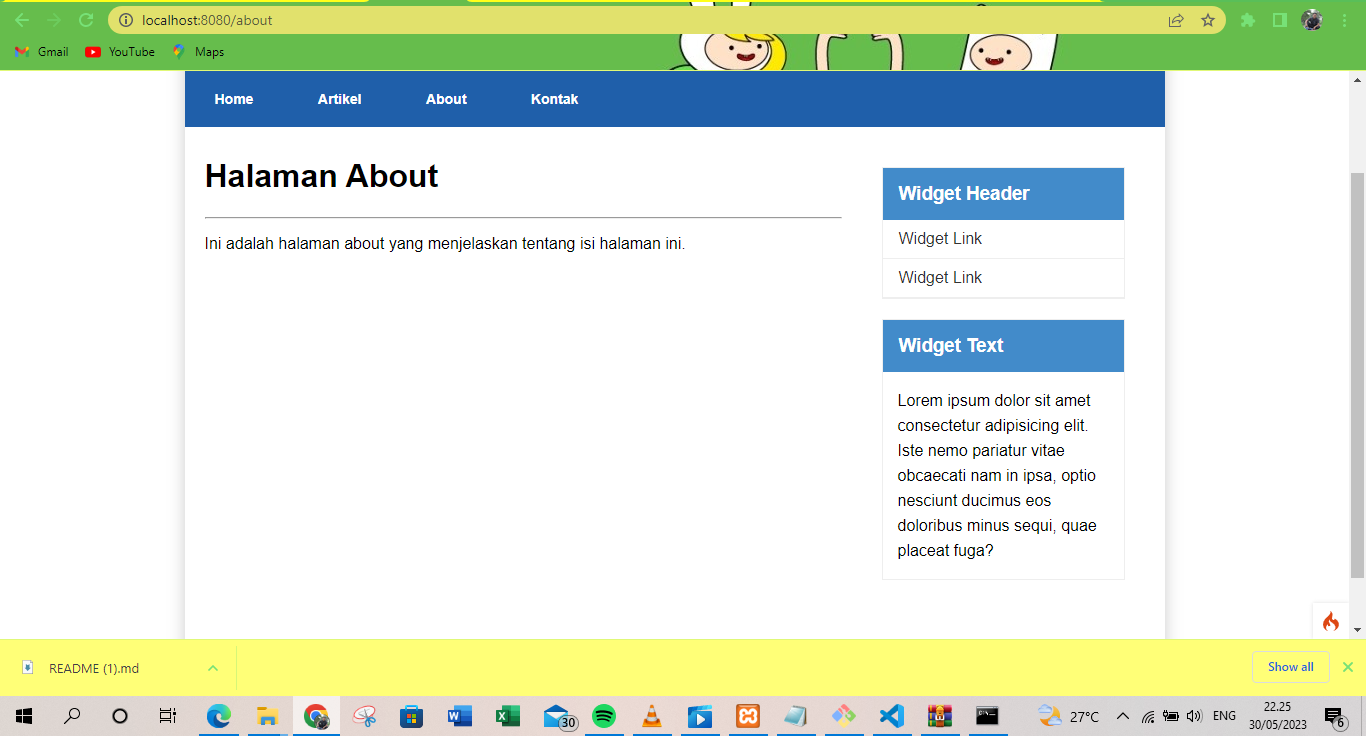 localhost:8080/about
Gmail YouTube Maps
Home Artikel About Kontak
Halaman About
Ini adalah halaman about yang menjelaskan tentang isi halaman ini.
Widget Header
Widget Link
Widget Link
Widget Text
Lorem ipsum dolor sit amet
consectetur adipisicing elit.
Iste nemo pariatur vitae
obcaecati nam in ipsa, optio
nesciunt ducimus eos
doloribus minus sequi, quae
placeat fuga?
README (1).md
Show all
30
27°C
ENG
22.25
30/05/2023
6